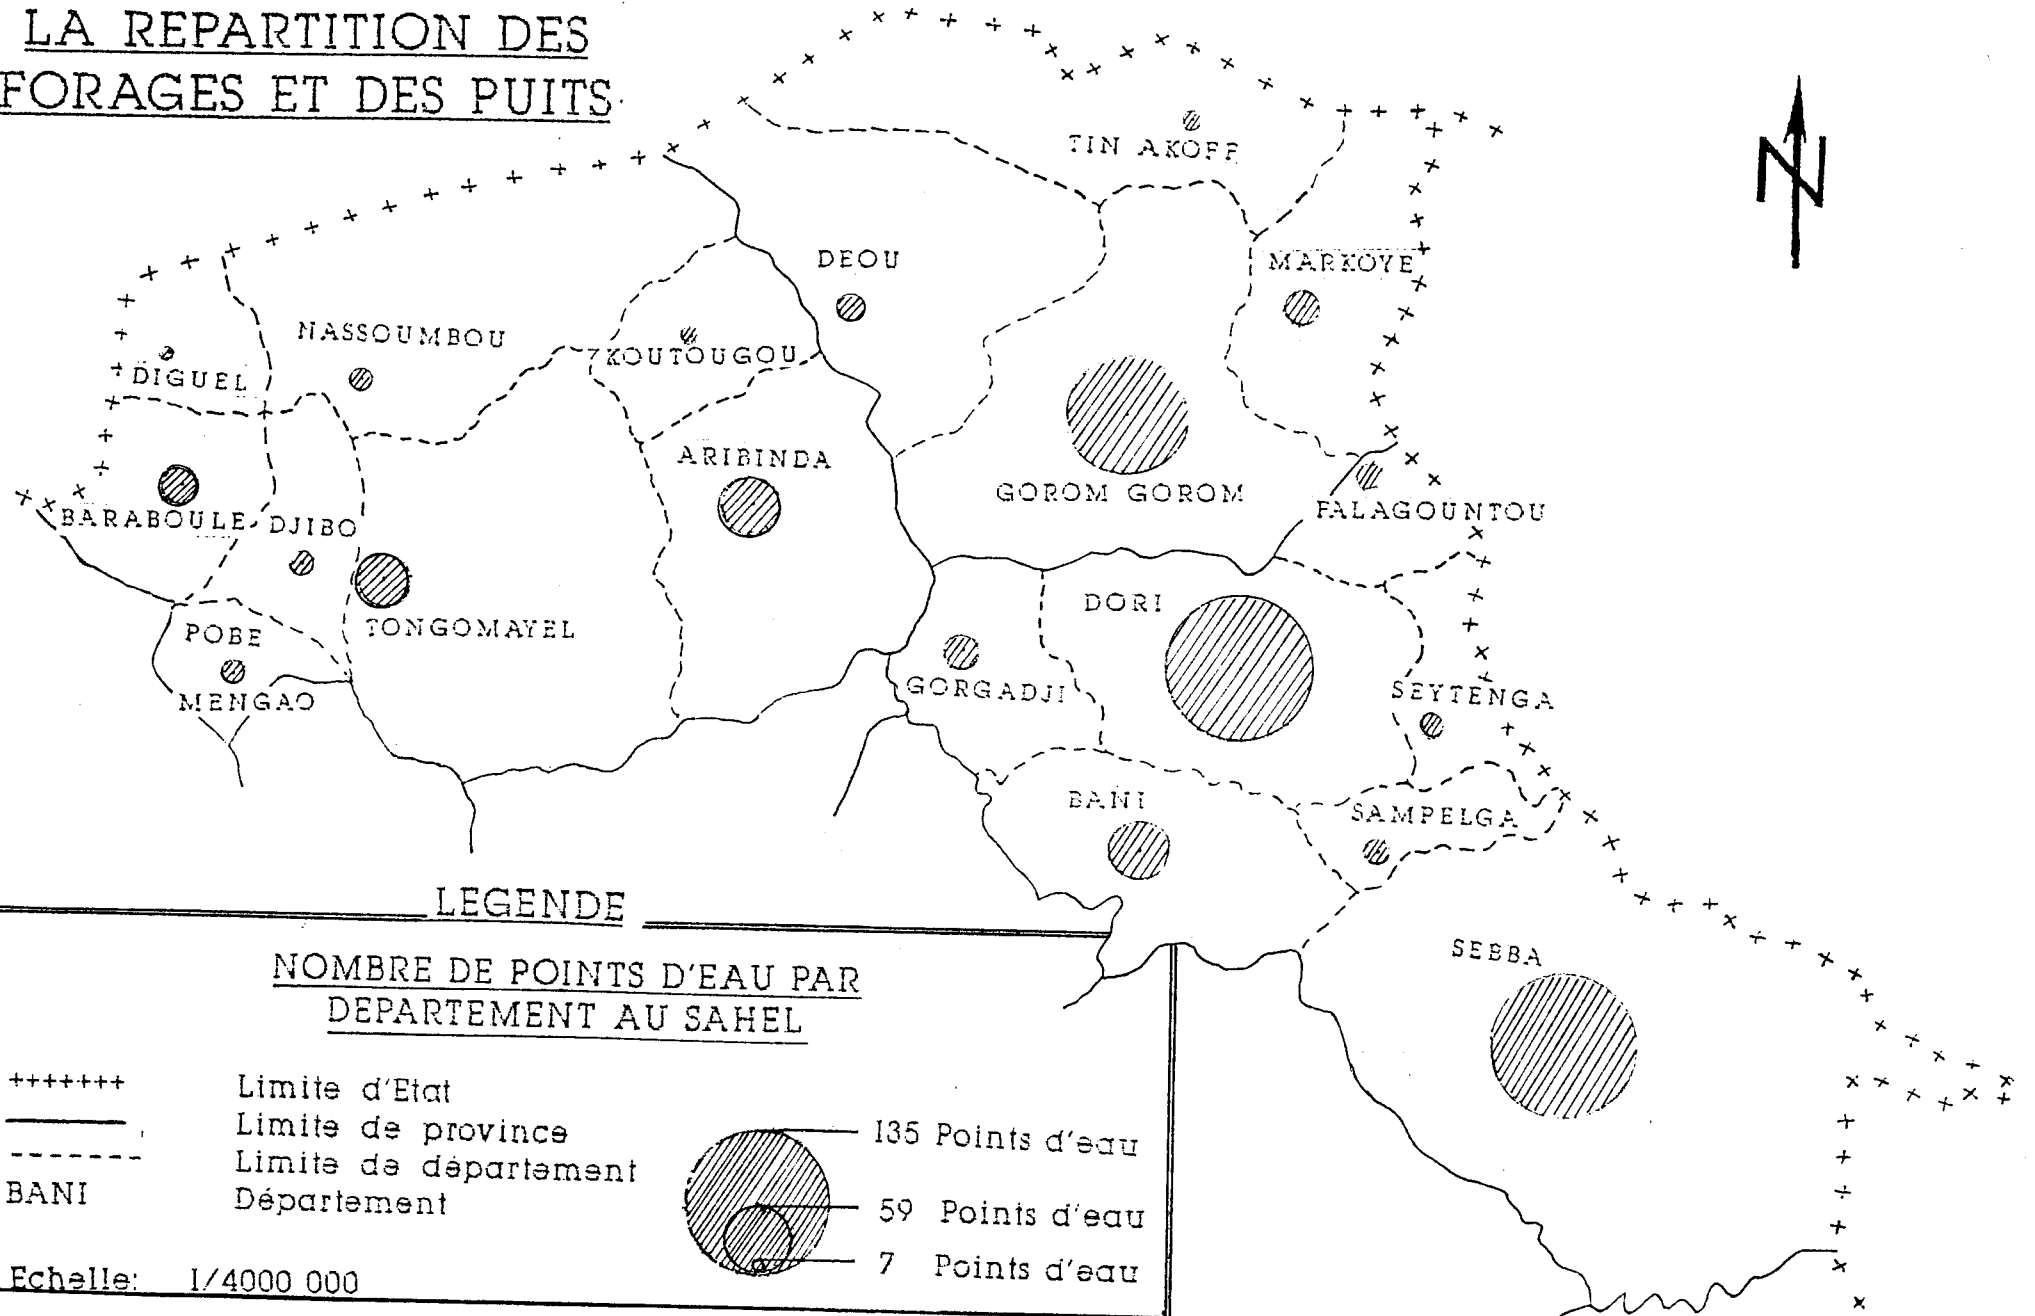 LA REPARTITION DES
FORAGES ET DES PUITS
N
TIN AKOFF
DEOU
MARKOYE
NASSOUMBOU
KOUTOUGOU
DIGUEL
ARIBINDA
GOROM GOROM
FALAGOUNTOU
BARABOULE
DJIBO
DORI
POBE
MENGAO
TONGOMAYEL
GORGADJI
SEYTENGA
BANI
SAMPELGA
SEBBA
LEGENDE
NOMBRE DE POINTS D'EAU PAR
DEPARTEMENT AU SAHEL
+++++++ Limite d'Etat
Limite de province
------- Limite de département
BANI Département
135 Points d'eau
59 Points d'eau
7 Points d'eau
Echelle: 1/4000 000